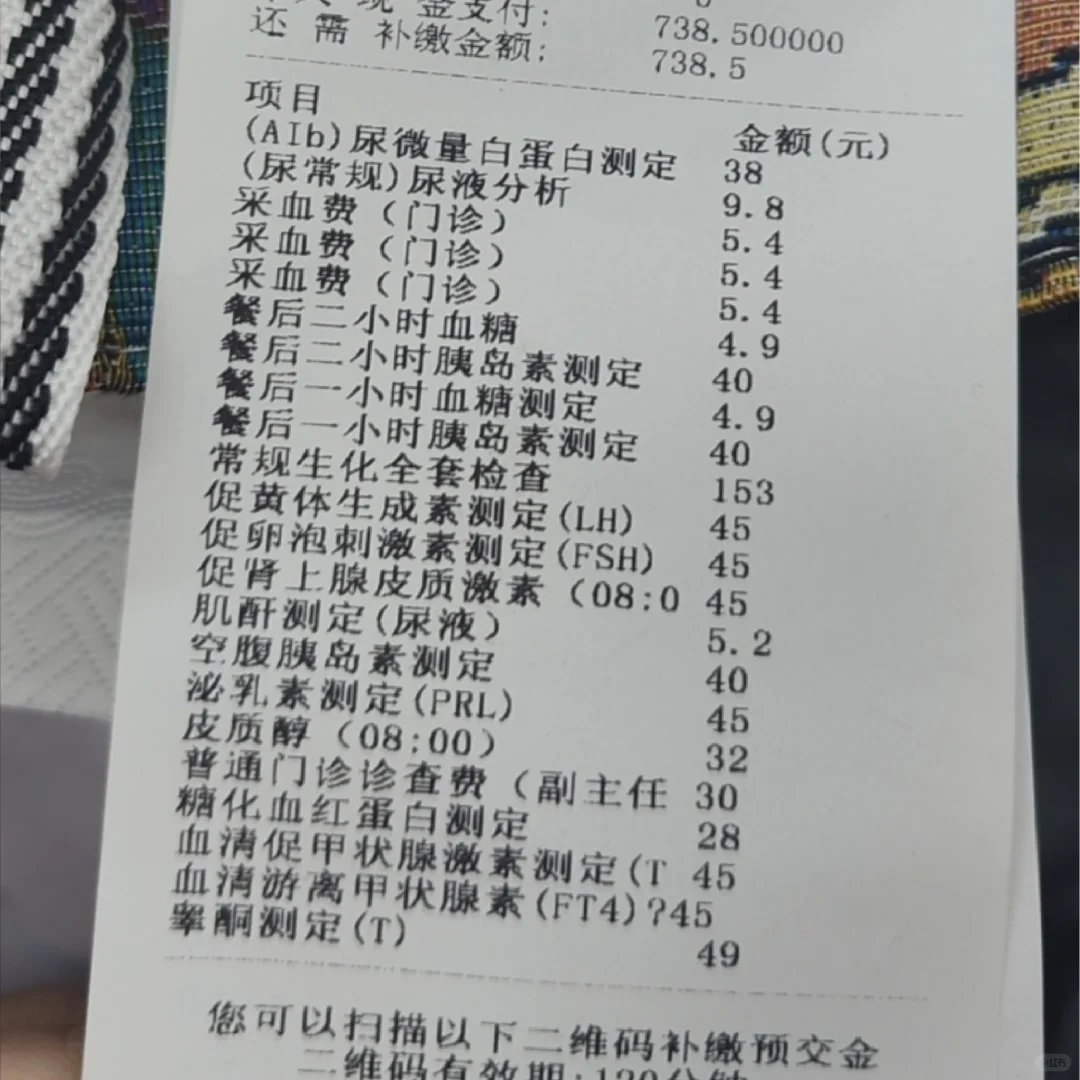 金支付: 738.500000
还需补缴金额: 738.5
项目 金额(元)
(AIb)尿微量白蛋白测定 38
(尿常规)尿液分析 9.8
采血费(门诊) 5.4
采血费(门诊) 5.4
采血费(门诊) 5.4
餐后二小时血糖 4.9
餐后二小时胰岛素测定 40
餐后一小时血糖测定 4.9
餐后一小时胰岛素测定 40
常规生化全套检查 153
促黄体生成素测定(LH) 45
促卵泡刺激素测定(FSH) 45
促肾上腺皮质激素(08:0 45
肌酐测定(尿液) 5.2
空腹胰岛素测定 40
泌乳素测定(PRL) 45
皮质醇(08:00) 32
普通门诊诊查费(副主任 30
糖化血红蛋白测定 28
血清促甲状腺激素测定(T 45
血清游离甲状腺素(FT4)?45
睾酮测定(T) 49
您可以扫描以下二维码补缴预交金
二维码有效期:120分钟